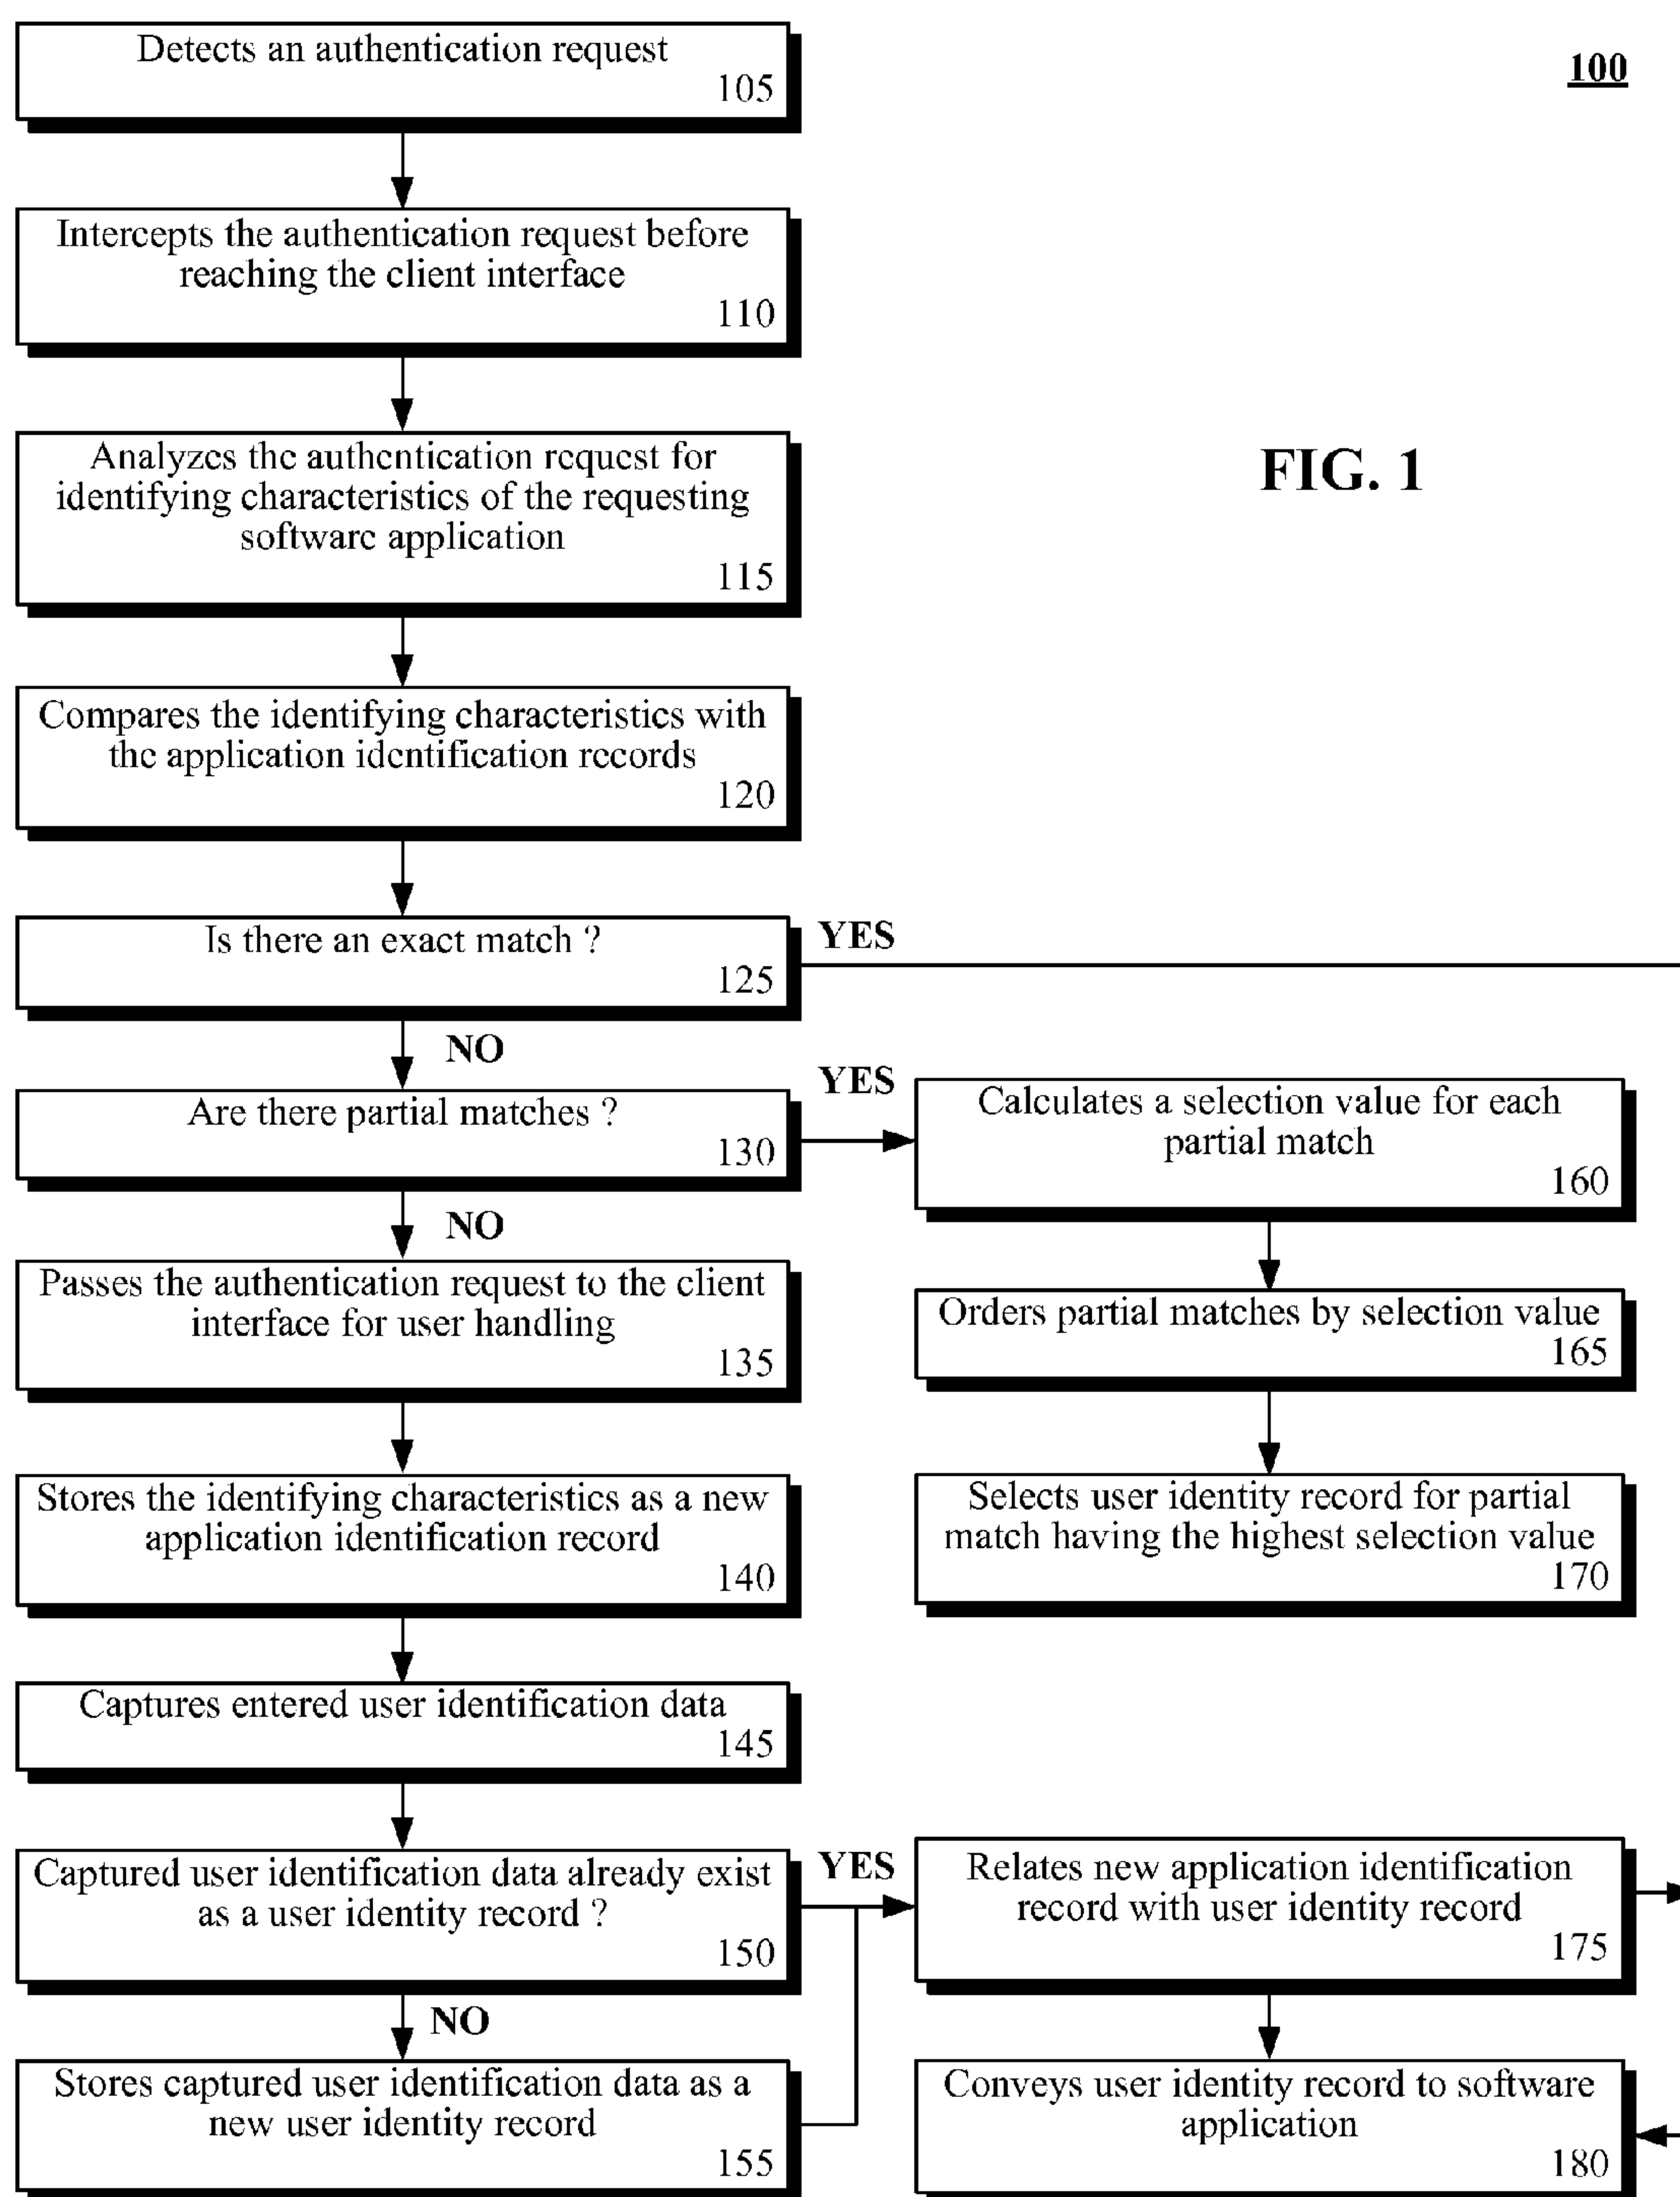 Detects an authentication request
105
100
Intercepts the authentication request before
reaching the client interface
110
Analyzes the authentication request for
identifying characteristics of the requesting
software application
115
FIG. 1
Compares the identifying characteristics with
the application identification records
120
Is there an exact match ?
125
YES
NO
Are there partial matches ?
130
YES
Calculates a selection value for each
partial match
160
NO
Passes the authentication request to the client
interface for user handling
135
Orders partial matches by selection value
165
Stores the identifying characteristics as a new
application identification record
140
Selects user identity record for partial
match having the highest selection value
170
Captures entered user identification data
145
Captured user identification data already exist
as a user identity record ?
150
YES
Relates new application identification
record with user identity record
175
NO
Stores captured user identification data as a
new user identity record
155
Conveys user identity record to software
application
180